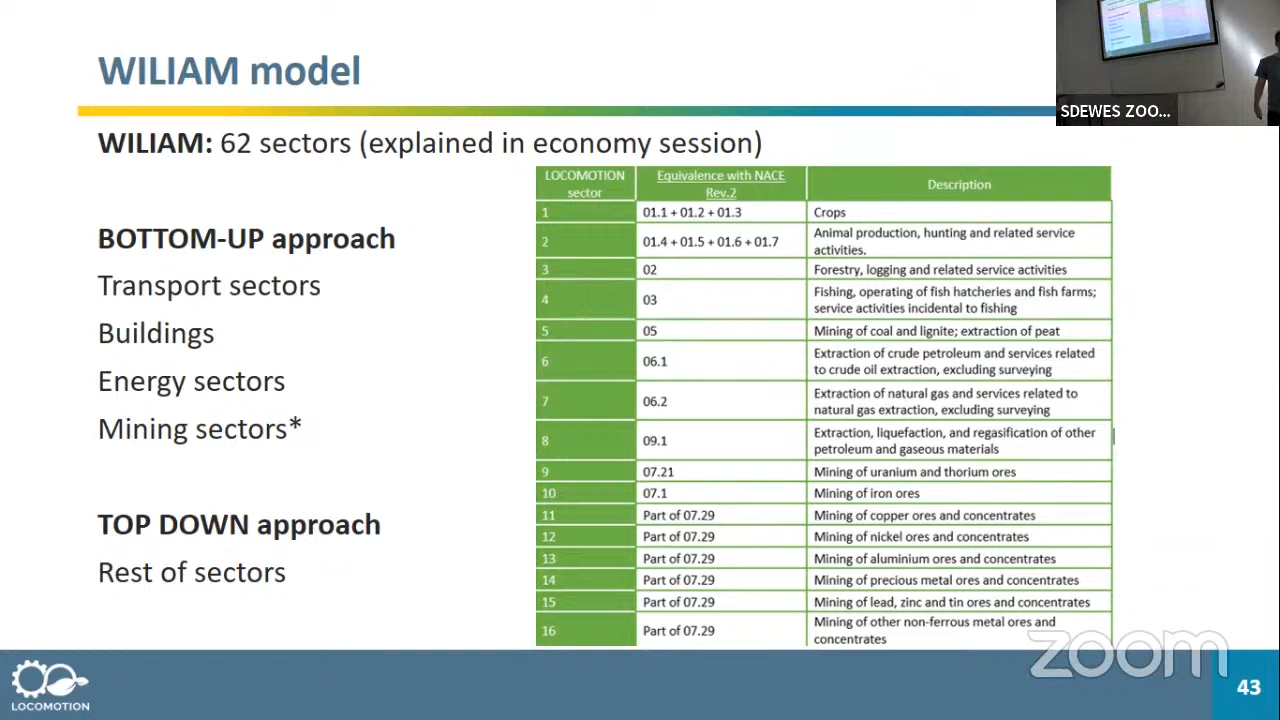 WILIAM model
SDEWES ZOO...
WILIAM: 62 sectors (explained in economy session)
BOTTOM-UP approach
Transport sectors
Buildings
Energy sectors
Mining sectors*
TOP DOWN approach
Rest of sectors
LOCOMOTION sector | Equivalence with NACE Rev.2 | Description
1 | 01.1 + 01.2 + 01.3 | Crops
2 | 01.4 + 01.5 + 01.6 + 01.7 | Animal production, hunting and related service activities.
3 | 02 | Forestry, logging and related service activities
4 | 03 | Fishing, operating of fish hatcheries and fish farms; service activities incidental to fishing
5 | 05 | Mining of coal and lignite; extraction of peat
6 | 06.1 | Extraction of crude petroleum and services related to crude oil extraction, excluding surveying
7 | 06.2 | Extraction of natural gas and services related to natural gas extraction, excluding surveying
8 | 09.1 | Extraction, liquefaction, and regasification of other petroleum and gaseous materials
9 | 07.21 | Mining of uranium and thorium ores
10 | 07.1 | Mining of iron ores
11 | Part of 07.29 | Mining of copper ores and concentrates
12 | Part of 07.29 | Mining of nickel ores and concentrates
13 | Part of 07.29 | Mining of aluminium ores and concentrates
14 | Part of 07.29 | Mining of precious metal ores and concentrates
15 | Part of 07.29 | Mining of lead, zinc and tin ores and concentrates
16 | Part of 07.29 | Mining of other non-ferrous metal ores and concentrates
zoom
LOCOMOTION
43